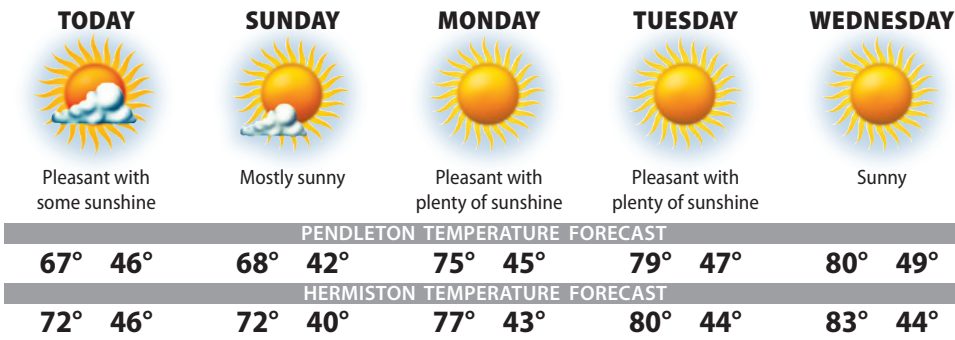 TODAY SUNDAY MONDAY TUESDAY WEDNESDAY
Pleasant with Mostly sunny Pleasant with Pleasant with Sunny
some sunshine plenty of sunshine plenty of sunshine
PENDLETON TEMPERATURE FORECAST
67° 46° 68° 42° 75° 45° 79° 47° 80° 49°
HERMISTON TEMPERATURE FORECAST
72° 46° 72° 40° 77° 43° 80° 44° 83° 44°